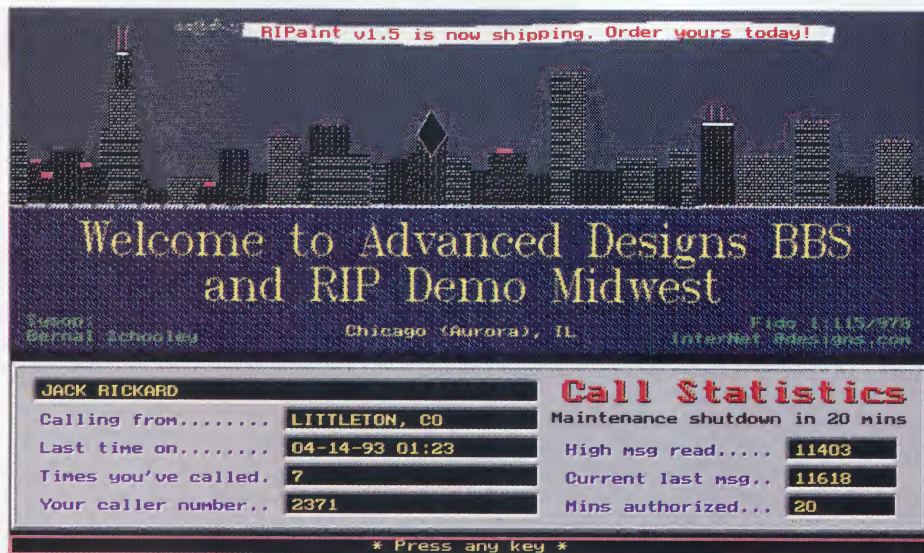 RIPaint v1.5 is now shipping. Order yours today!
Welcome to Advanced Designs BBS
and RIP Demo Midwest
Sysop:
Bernal Schooley
Chicago (Aurora), IL
Fido 1:115/978
InterNet @designs.com
JACK RICKARD
Calling from........ LITTLETON, CO
Last time on........ 04-14-93 01:23
Times you've called. 7
Your caller number.. 2371
Call Statistics
Maintenance shutdown in 20 mins
High msg read..... 11403
Current last msg.. 11618
Mins authorized... 20
* Press any key *